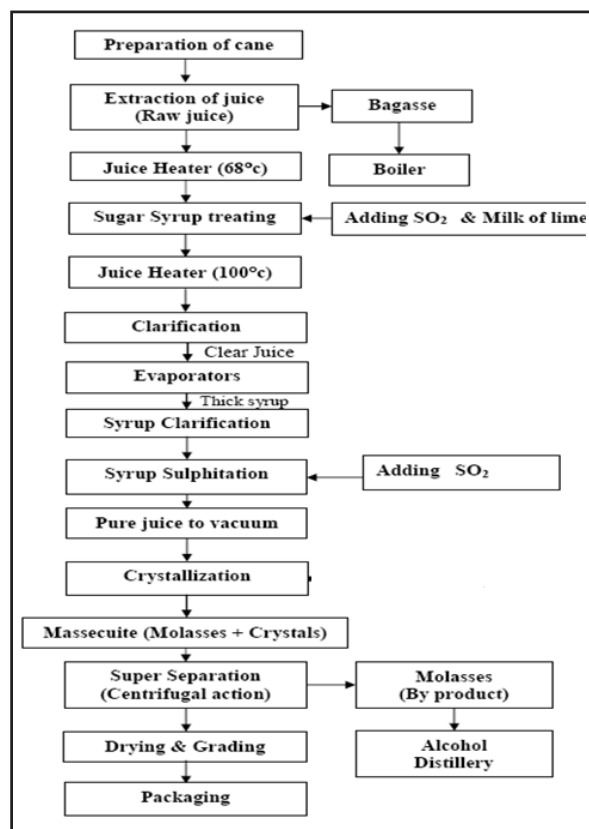 Preparation of cane
Extraction of juice
(Raw juice)
Bagasse
Juice Heater (68°c)
Boiler
Sugar Syrup treating
Adding SO₂ & Milk of lime
Juice Heater (100°c)
Clarification
Clear Juice
Evaporators
Thick syrup
Syrup Clarification
Syrup Sulphitation
Adding SO₂
Pure juice to vacuum
Crystallization
Massecuite (Molasses + Crystals)
Super Separation
(Centrifugal action)
Molasses
(By product)
Drying & Grading
Alcohol
Distillery
Packaging